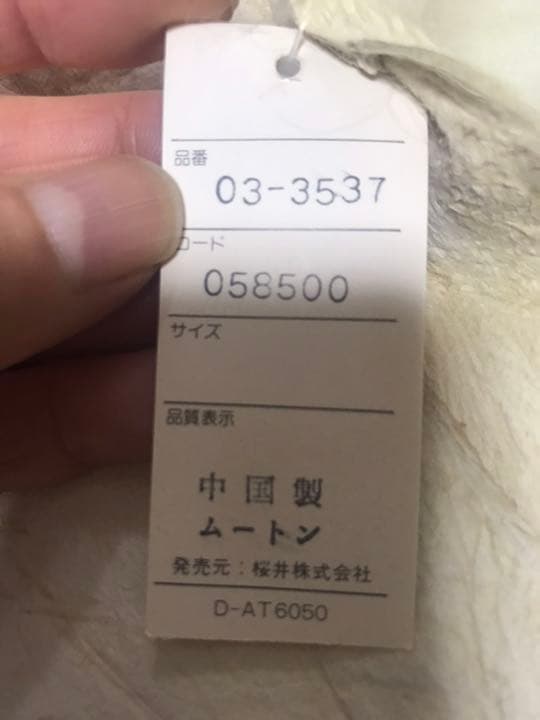 品番
03-3537
コード
058500
サイズ
品質表示
中国製
ムートン
発売元：桜井株式会社
D-AT6050